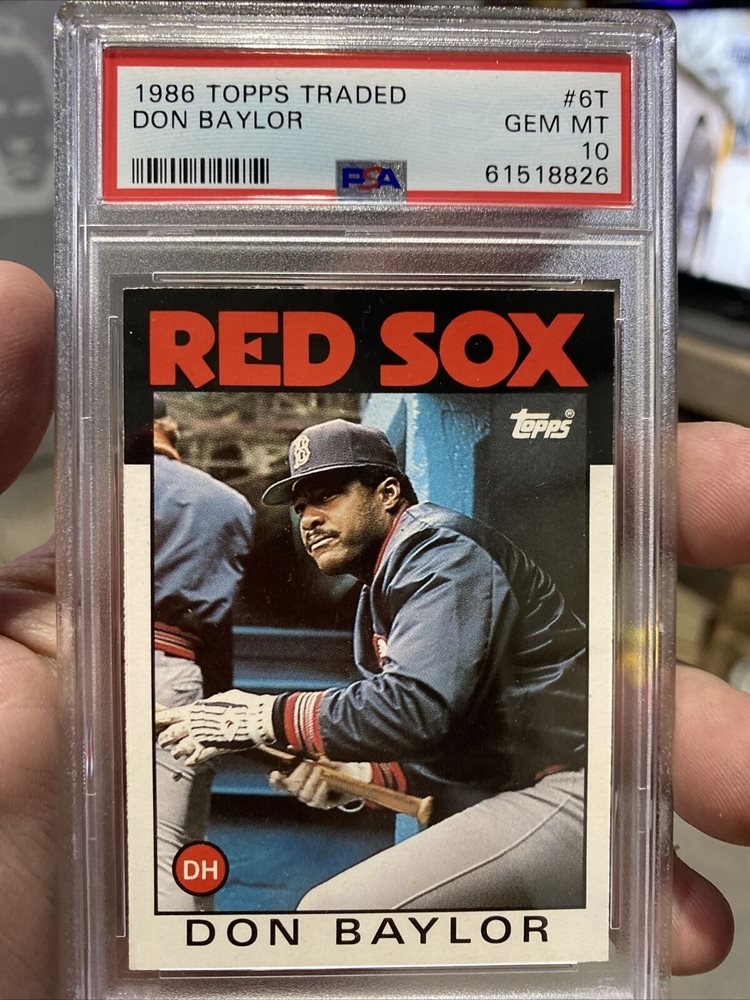 1986 TOPPS TRADED #6T
DON BAYLOR GEM MT
10
PSA 61518826
RED SOX
topps®
B
DH
DON BAYLOR